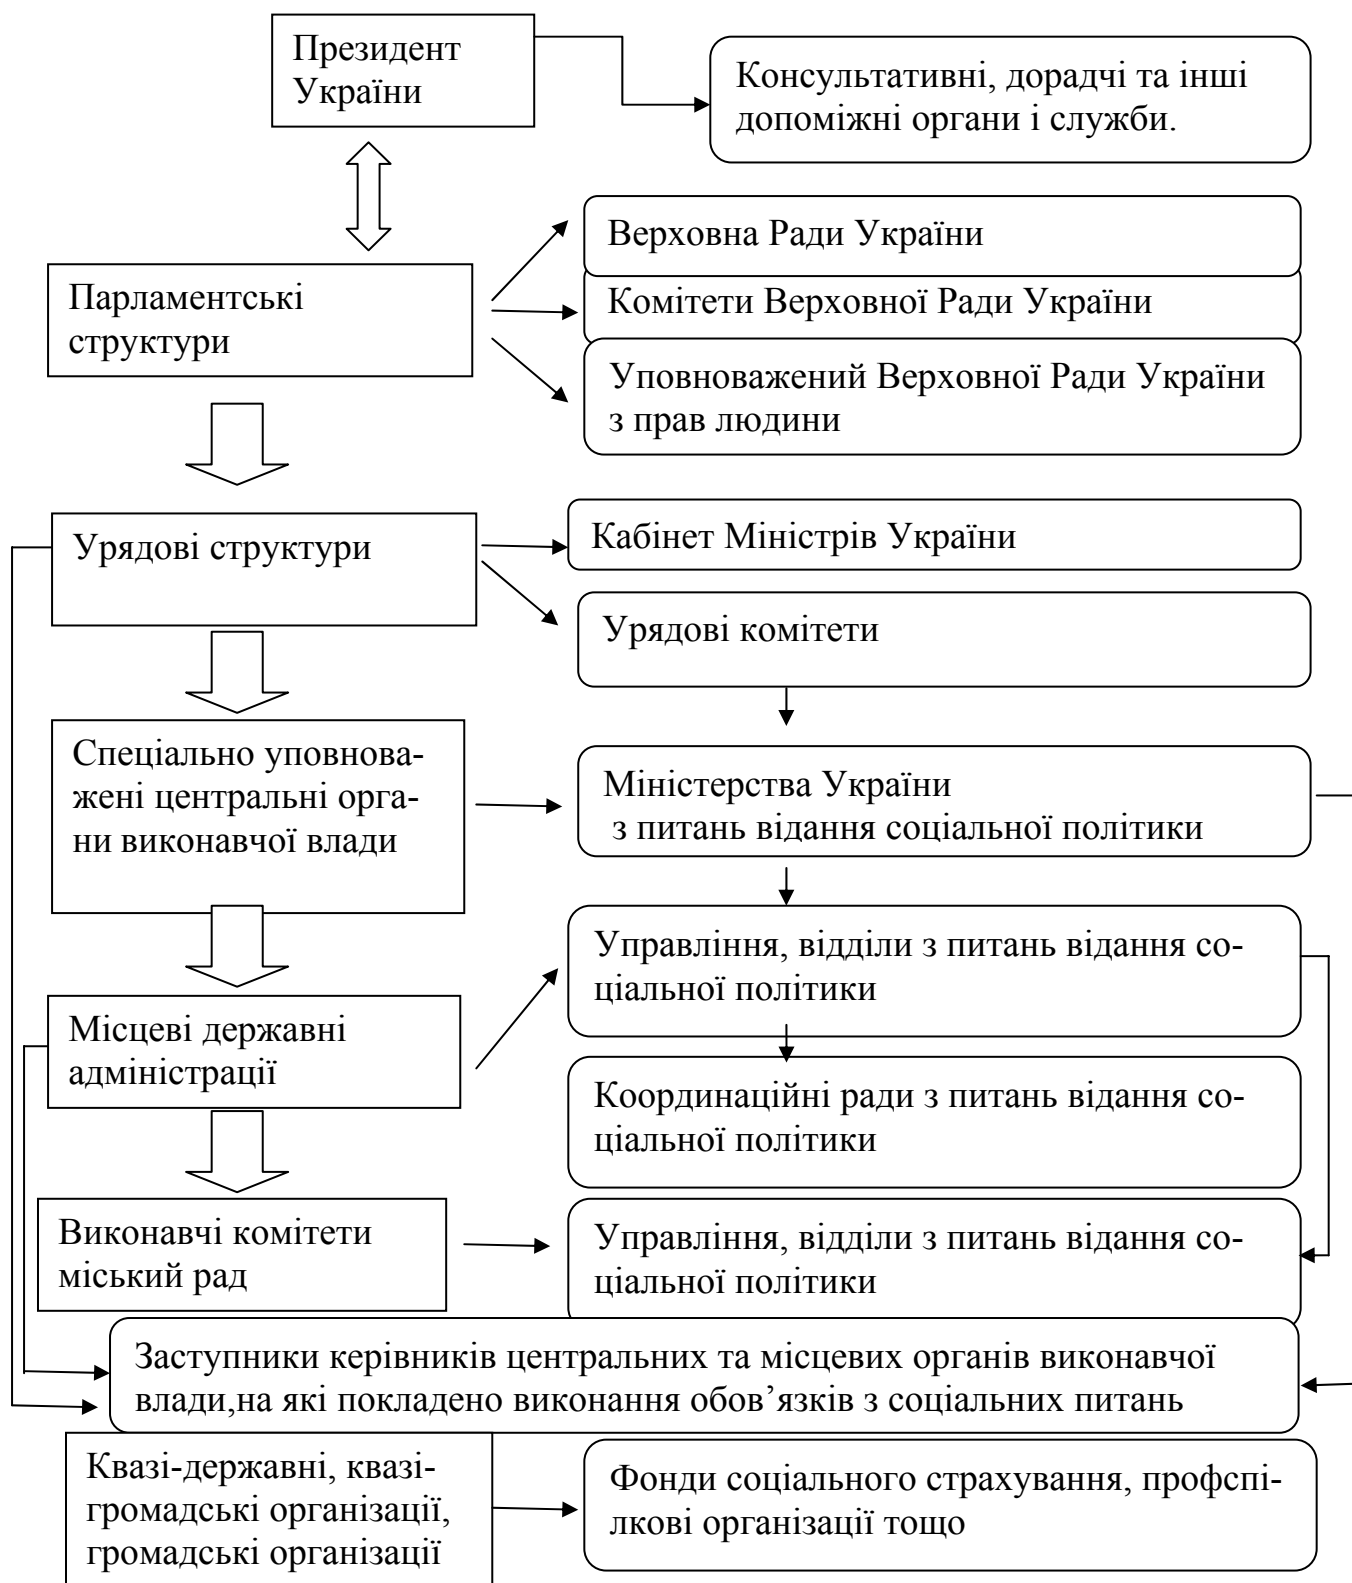 Президент
України
Консультативні, дорадчі та інші
допоміжні органи і служби.
Верховна Ради України
Парламентські
структури
Комітети Верховної Ради України
Уповноважений Верховної Ради України
з прав людини
Урядові структури
Кабінет Міністрів України
Урядові комітети
Спеціально уповнова-
жені центральні орга-
ни виконавчої влади
Міністерства України
з питань відання соціальної політики
Управління, відділи з питань відання со-
ціальної політики
Місцеві державні
адміністрації
Координаційні ради з питань відання со-
ціальної політики
Виконавчі комітети
міський рад
Управління, відділи з питань відання со-
ціальної політики
Заступники керівників центральних та місцевих органів виконавчої
влади,на які покладено виконання обов’язків з соціальних питань
Квазі-державні, квазі-
громадські організації,
громадські організації
Фонди соціального страхування, профспі-
лкові організації тощо